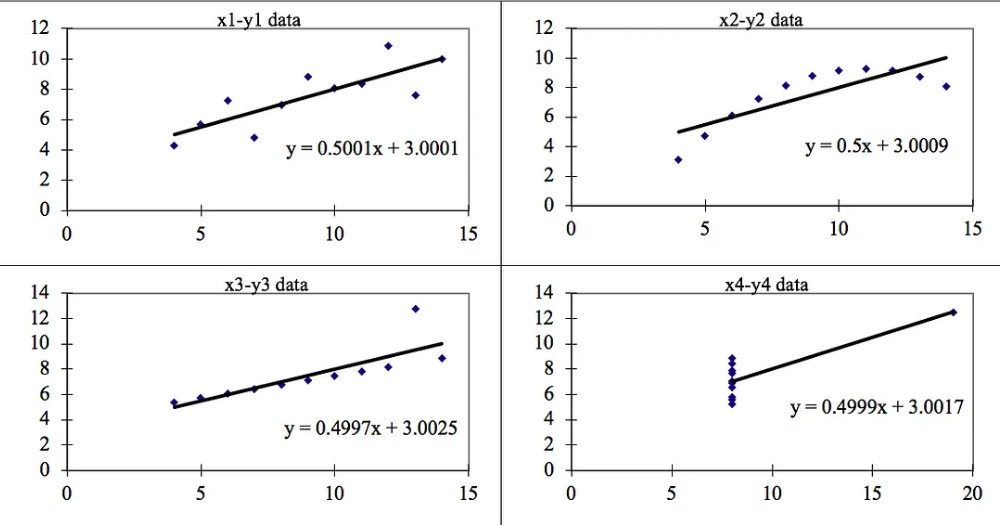 x1-y1 data
12
10
8
6
4
2
0
y = 0.5001x + 3.0001
0 5 10 15
x2-y2 data
12
10
8
6
4
2
0
y = 0.5x + 3.0009
0 5 10 15
x3-y3 data
14
12
10
8
6
4
2
0
y = 0.4997x + 3.0025
0 5 10 15
x4-y4 data
14
12
10
8
6
4
2
0
y = 0.4999x + 3.0017
0 5 10 15 20